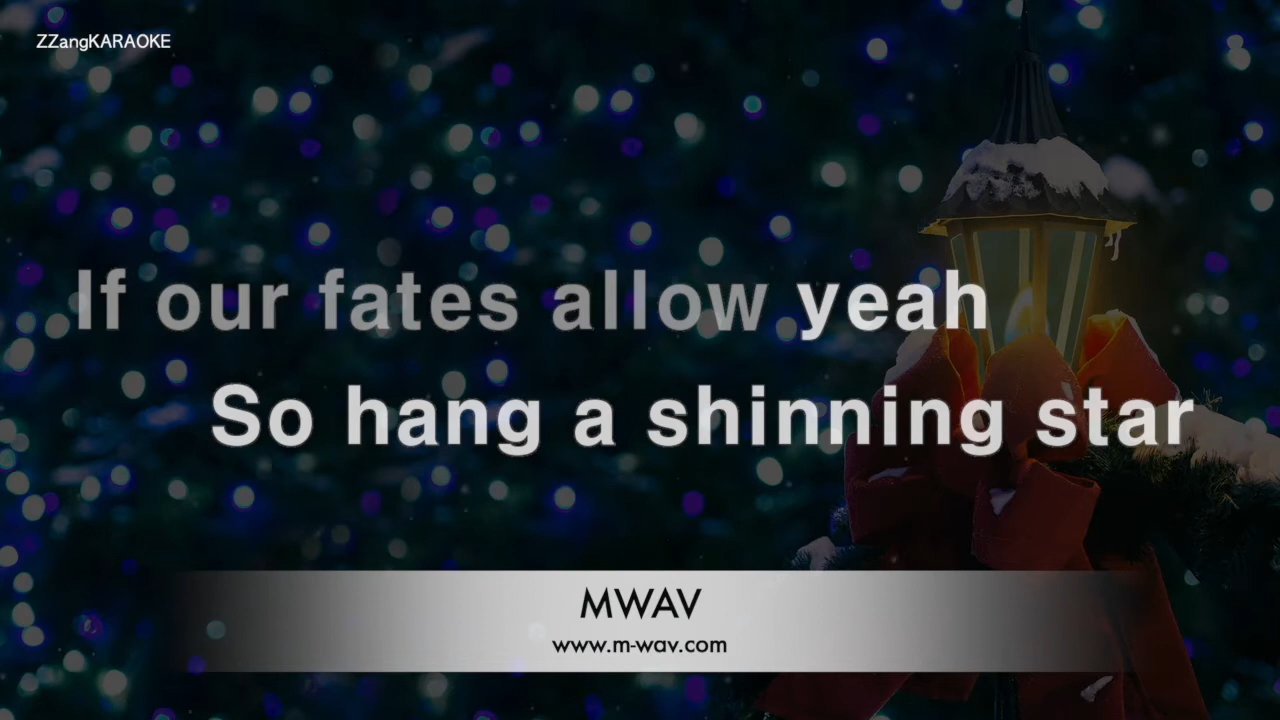 ZZangKARAOKE
If our fates allow yeah
So hang a shinning star
MWAV
www.m-wav.com